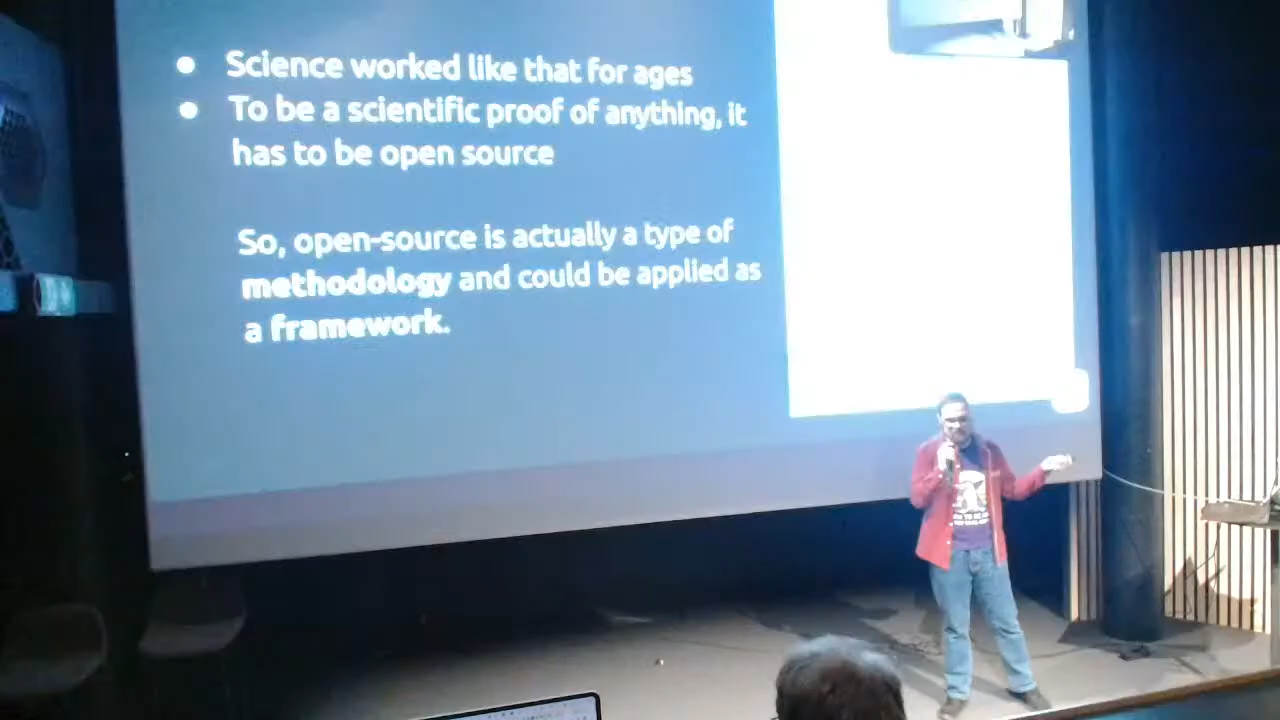 ● Science worked like that for ages
● To be a scientific proof of anything, it
has to be open source
So, open-source is actually a type of
methodology and could be applied as
a framework.